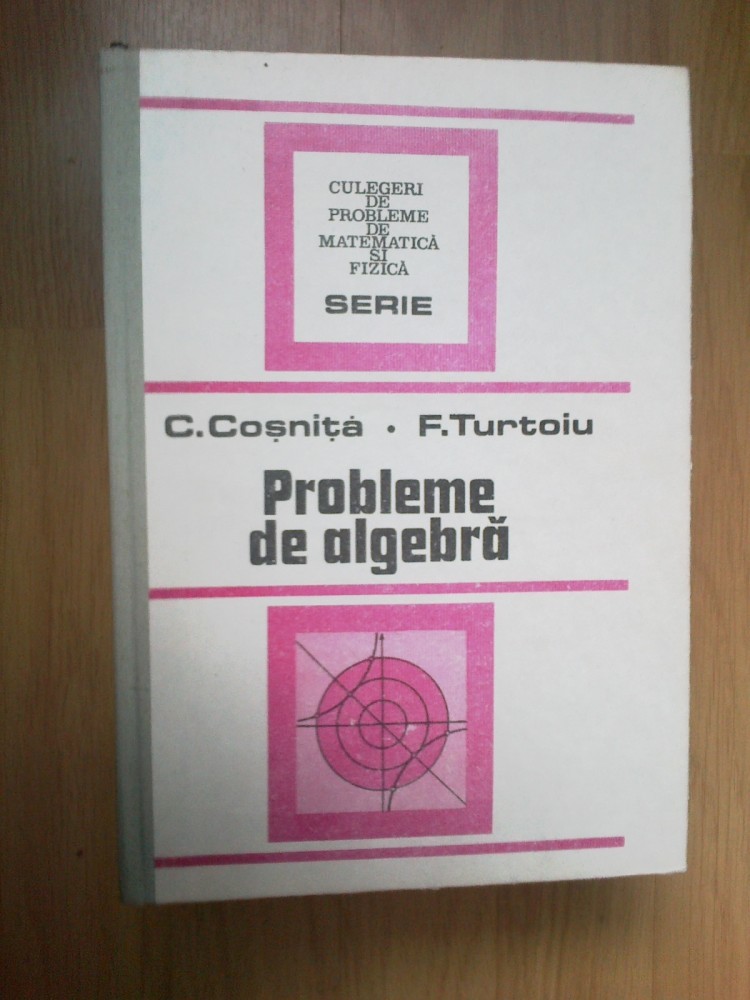 CULEGERI
DE
PROBLEME
DE
MATEMATICĂ
ȘI
FIZICĂ
SERIE
C.Coșniță • F.Turtoiu
Probleme
de algebră